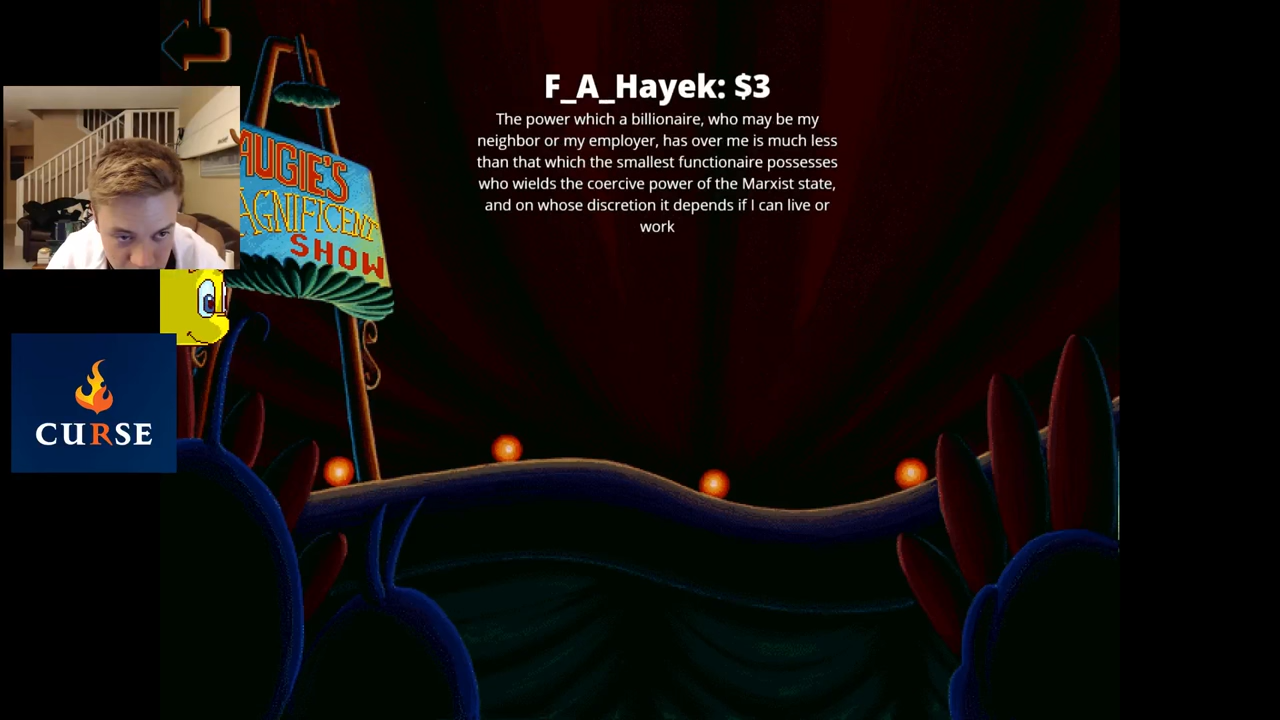 F_A_Hayek: $3
The power which a billionaire, who may be my
neighbor or my employer, has over me is much less
than that which the smallest functionaire possesses
who wields the coercive power of the Marxist state,
and on whose discretion it depends if I can live or
work
AUGIE'S
AGNIFICENT
SHOW
CURSE